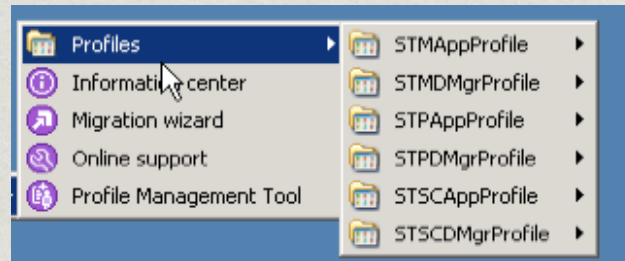 Profiles
Information center
Migration wizard
Online support
Profile Management Tool
STMAppProfile
STMDMgrProfile
STPAppProfile
STPDMgrProfile
STSCAppProfile
STSCDMgrProfile